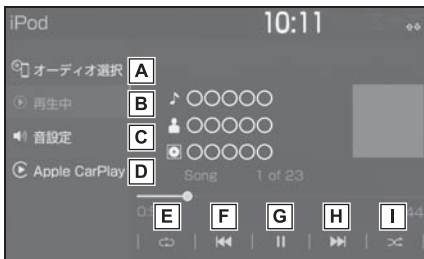 iPod 10:11
オーディオ選択 A
再生中 B ♪ ○○○○○
音設定 C ○○○○○
Apple CarPlay D ○○○○○
Song 1 of 23
E F G H I